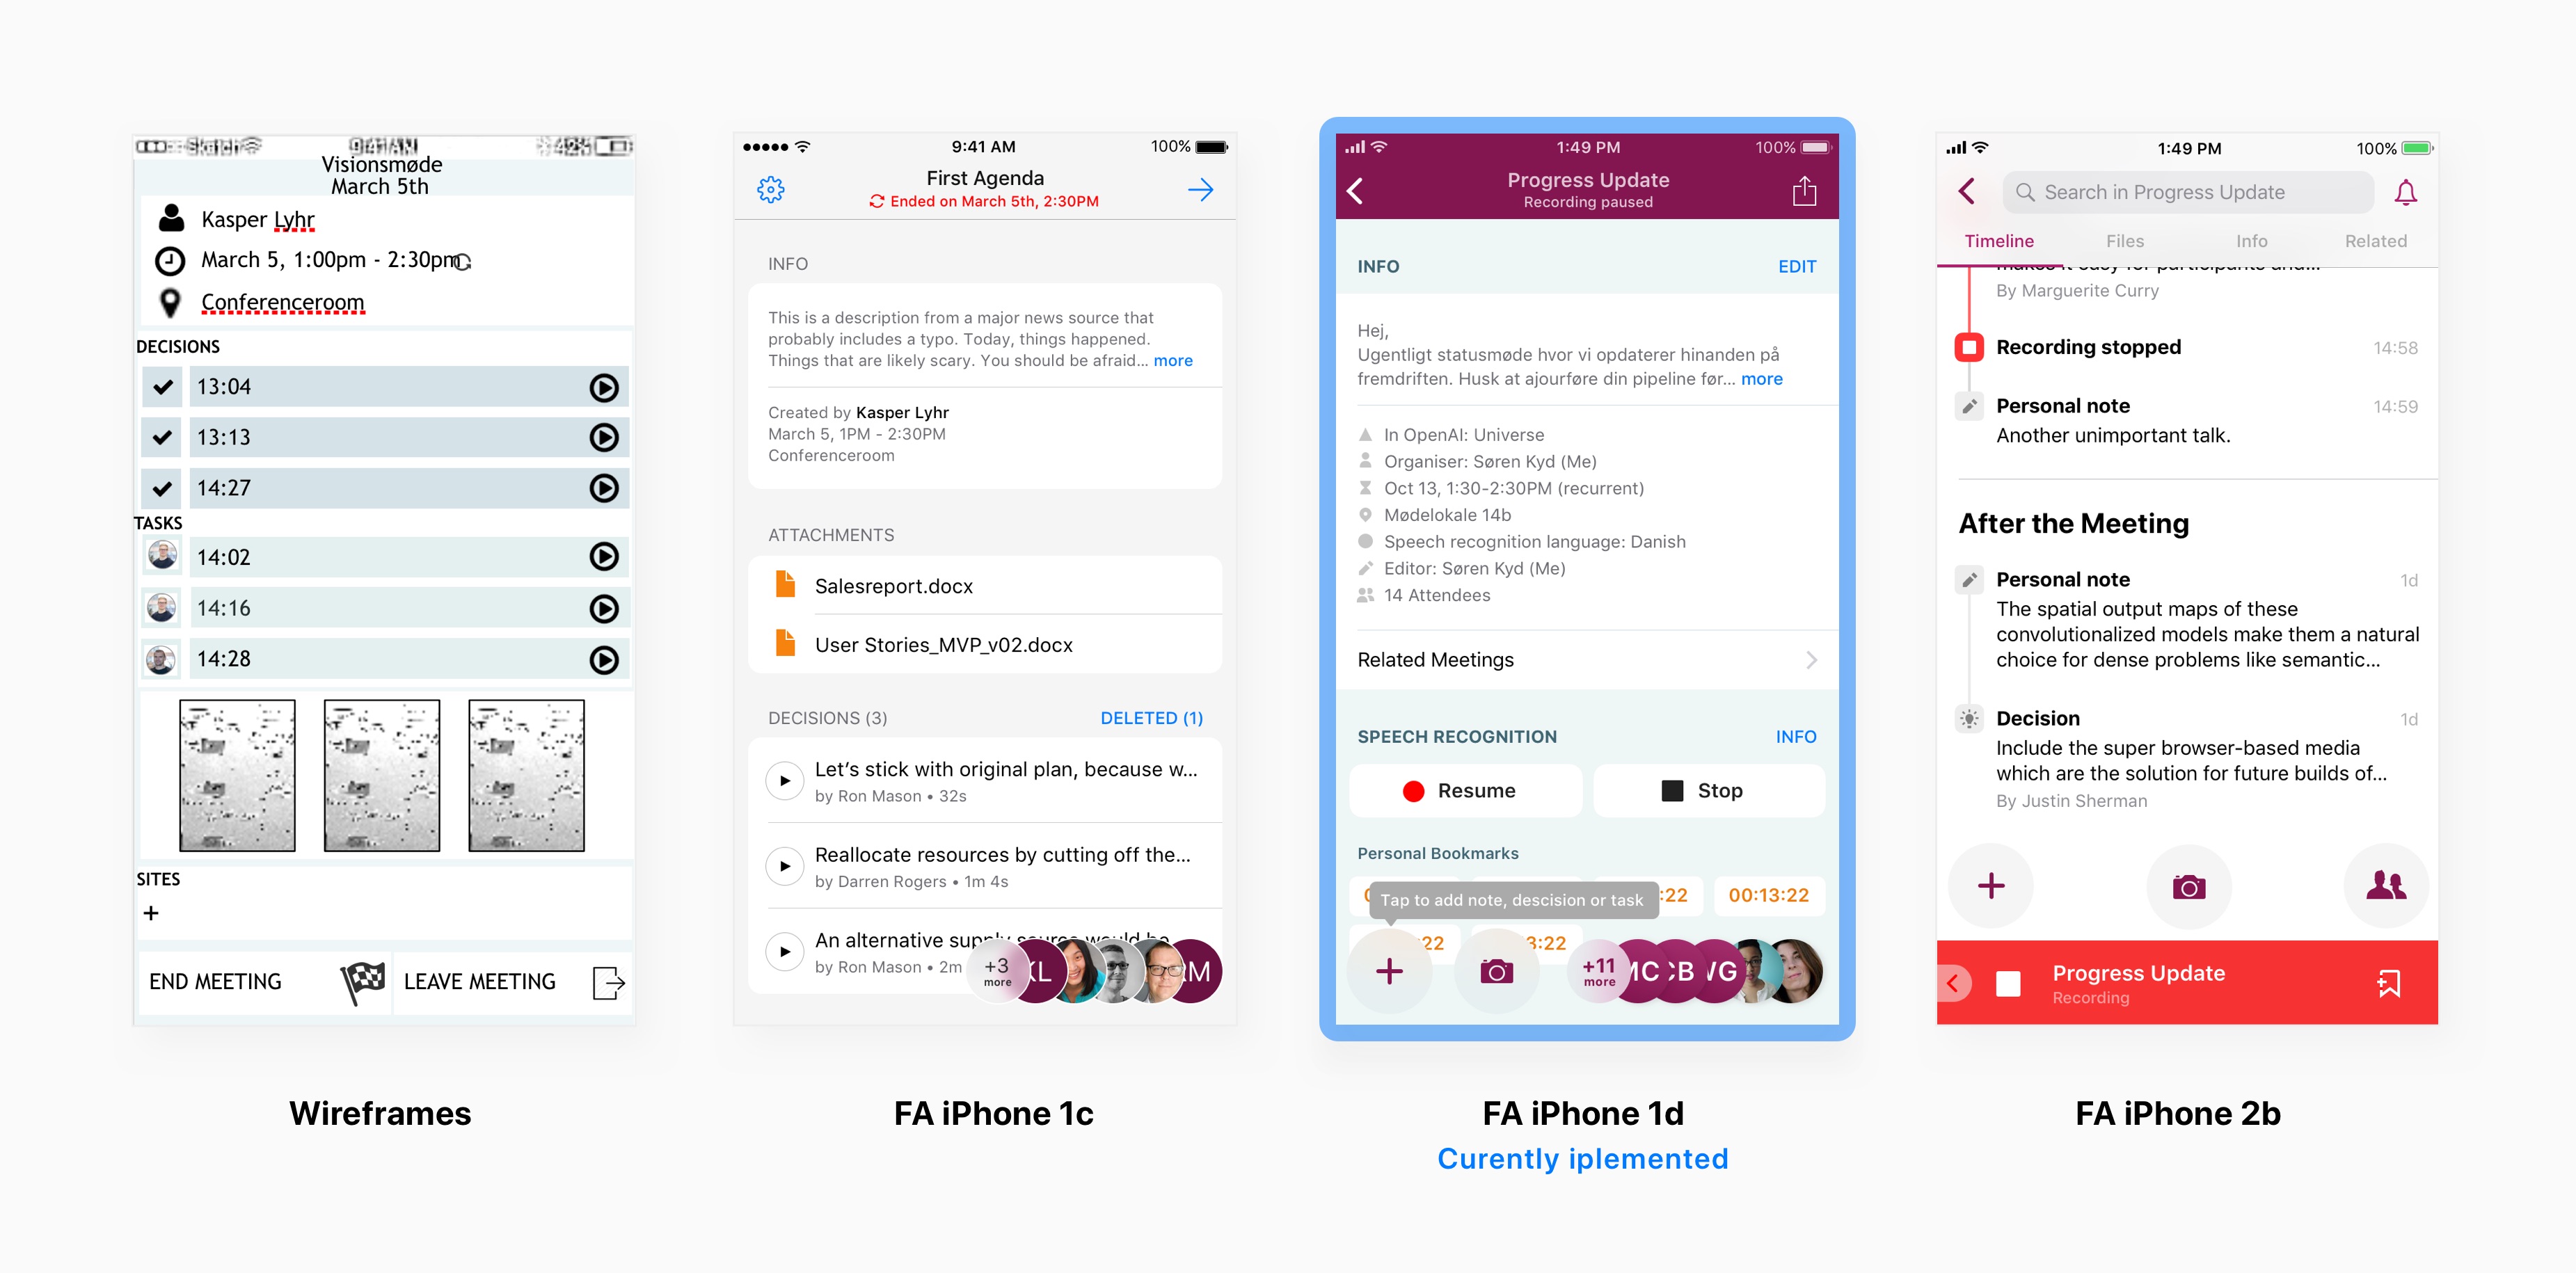 9:41 AM
42%
Visionsmøde
March 5th
Kasper Lyhr
March 5, 1:00pm - 2:30pm
Conferenceroom
DECISIONS
13:04
13:13
14:27
TASKS
14:02
14:16
14:28
SITES
+
END MEETING
LEAVE MEETING
Wireframes
9:41 AM
100%
First Agenda
Ended on March 5th, 2:30PM
INFO
This is a description from a major news source that
probably includes a typo. Today, things happened.
Things that are likely scary. You should be afraid... more
Created by Kasper Lyhr
March 5, 1PM - 2:30PM
Conferenceroom
ATTACHMENTS
Salesreport.docx
User Stories_MVP_v02.docx
DECISIONS (3)
DELETED (1)
Let’s stick with original plan, because w...
by Ron Mason • 32s
Reallocate resources by cutting off the...
by Darren Rogers • 1m 4s
An alternative supply source would be
by Ron Mason • 2m
+3
more
KL
RM
FA iPhone 1c
1:49 PM
100%
Progress Update
Recording paused
INFO
EDIT
Hej,
Ugentligt statusmøde hvor vi opdaterer hinanden på
fremdriften. Husk at ajourføre din pipeline før... more
In OpenAI: Universe
Organiser: Søren Kyd (Me)
Oct 13, 1:30-2:30PM (recurrent)
Mødelokale 14b
Speech recognition language: Danish
Editor: Søren Kyd (Me)
14 Attendees
Related Meetings
SPEECH RECOGNITION
INFO
Resume
Stop
Personal Bookmarks
:22
00:13:22
Tap to add note, descision or task
22
3:22
+11
more
MC
CB
VG
FA iPhone 1d
Curently iplemented
1:49 PM
100%
Search in Progress Update
Timeline
Files
Info
Related
makes it easy for participants and...
By Marguerite Curry
Recording stopped
14:58
Personal note
14:59
Another unimportant talk.
After the Meeting
Personal note
1d
The spatial output maps of these
convolutionalized models make them a natural
choice for dense problems like semantic...
Decision
1d
Include the super browser-based media
which are the solution for future builds of...
By Justin Sherman
Progress Update
Recording
FA iPhone 2b